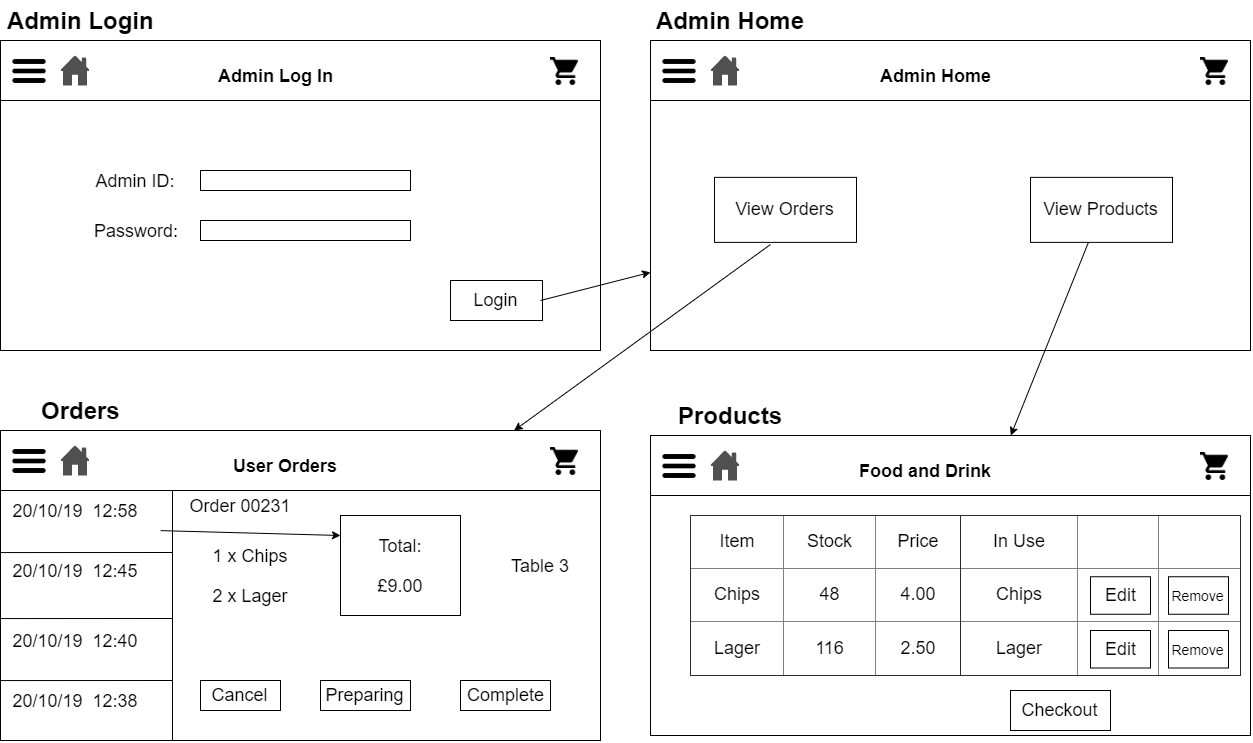 Admin Login
Admin Log In
Admin ID:
Password:
Login
Admin Home
Admin Home
View Orders
View Products
Orders
User Orders
20/10/19 12:58
20/10/19 12:45
20/10/19 12:40
20/10/19 12:38
Order 00231
1 x Chips
2 x Lager
Total:
£9.00
Table 3
Cancel Preparing Complete
Products
Food and Drink
Item Stock Price In Use
Chips 48 4.00 Chips Edit Remove
Lager 116 2.50 Lager Edit Remove
Checkout